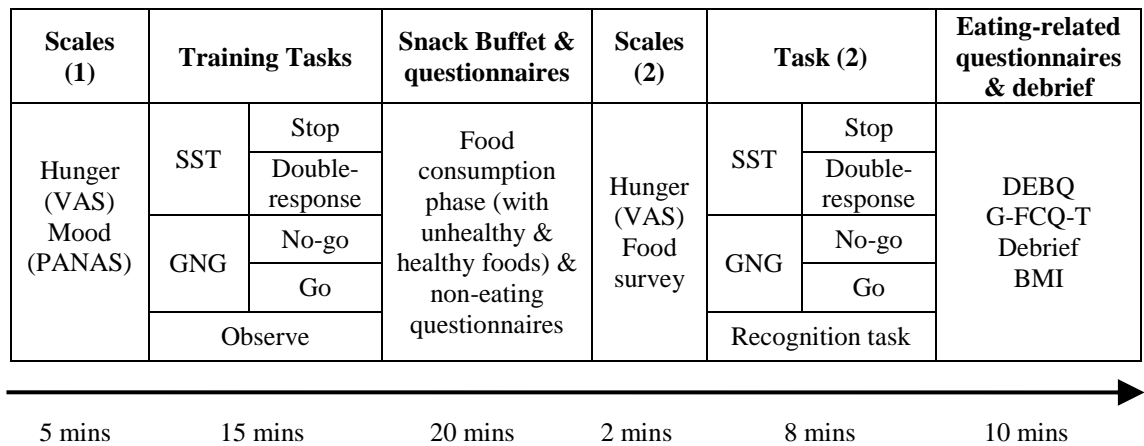 Scales
(1)
Training Tasks
Snack Buffet &
questionnaires
Scales
(2)
Task (2)
Eating-related
questionnaires
& debrief
Hunger
(VAS)
Mood
(PANAS)
SST
Stop
Double-
response
GNG
No-go
Go
Observe
Food
consumption
phase (with
unhealthy &
healthy foods) &
non-eating
questionnaires
Hunger
(VAS)
Food
survey
SST
Stop
Double-
response
GNG
No-go
Go
Recognition task
DEBQ
G-FCQ-T
Debrief
BMI
5 mins
15 mins
20 mins
2 mins
8 mins
10 mins